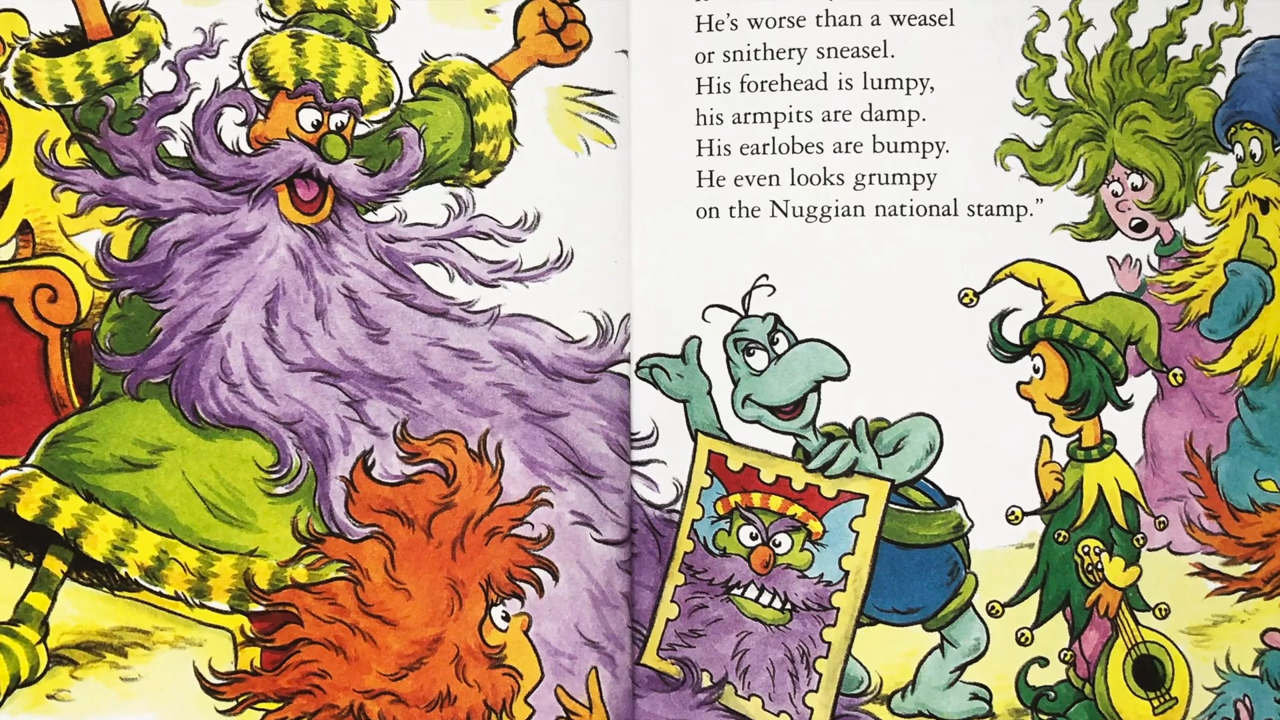 He's worse than a weasel
or snithery sneasel.
His forehead is lumpy,
his armpits are damp.
His earlobes are bumpy.
He even looks grumpy
on the Nuggian national stamp.”